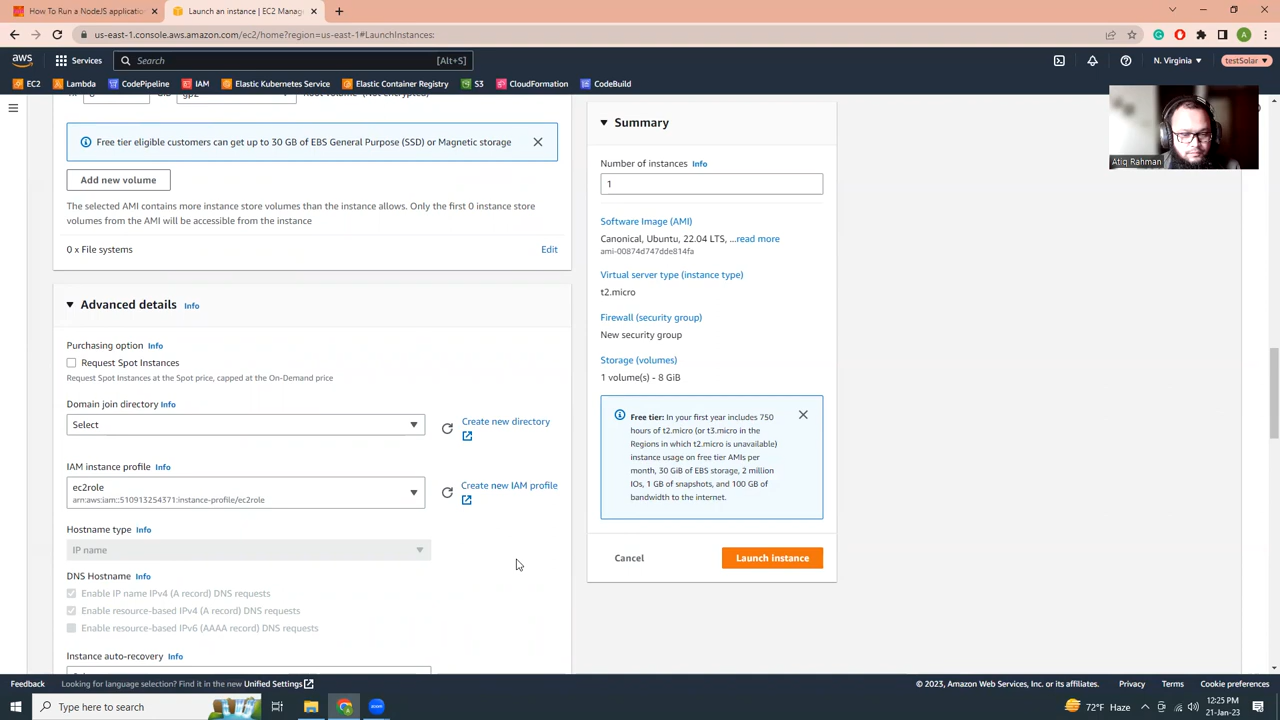 How To Run a NodeJS applicatio
Launch an instance | EC2 Manag
us-east-1.console.aws.amazon.com/ec2/home?region=us-east-1#LaunchInstances:
aws
Services
Search
[Alt+S]
N. Virginia
testSolar
EC2
Lambda
CodePipeline
IAM
Elastic Kubernetes Service
Elastic Container Registry
S3
CloudFormation
CodeBuild
Free tier eligible customers can get up to 30 GB of EBS General Purpose (SSD) or Magnetic storage
Add new volume
The selected AMI contains more instance store volumes than the instance allows. Only the first 0 instance store
volumes from the AMI will be accessible from the instance
0 x File systems
Edit
Advanced details Info
Purchasing option Info
Request Spot Instances
Request Spot Instances at the Spot price, capped at the On-Demand price
Domain join directory Info
Select
Create new directory
IAM instance profile Info
ec2role
arn:aws:iam::510913254371:instance-profile/ec2role
Create new IAM profile
Hostname type Info
IP name
DNS Hostname Info
Enable IP name IPv4 (A record) DNS requests
Enable resource-based IPv4 (A record) DNS requests
Enable resource-based IPv6 (AAAA record) DNS requests
Instance auto-recovery Info
Summary
Number of instances Info
1
Software Image (AMI)
Canonical, Ubuntu, 22.04 LTS, ...read more
ami-00874d747dde814fa
Virtual server type (instance type)
t2.micro
Firewall (security group)
New security group
Storage (volumes)
1 volume(s) - 8 GiB
Free tier: In your first year includes 750
hours of t2.micro (or t3.micro in the
Regions in which t2.micro is unavailable)
instance usage on free tier AMIs per
month, 30 GiB of EBS storage, 2 million
IOs, 1 GB of snapshots, and 100 GB of
bandwidth to the internet.
Cancel
Launch instance
Atiq Rahman
Feedback
Looking for language selection? Find it in the new Unified Settings
© 2023, Amazon Web Services, Inc. or its affiliates.
Privacy
Terms
Cookie preferences
Type here to search
72°F Haze
12:25 PM
21-Jan-23